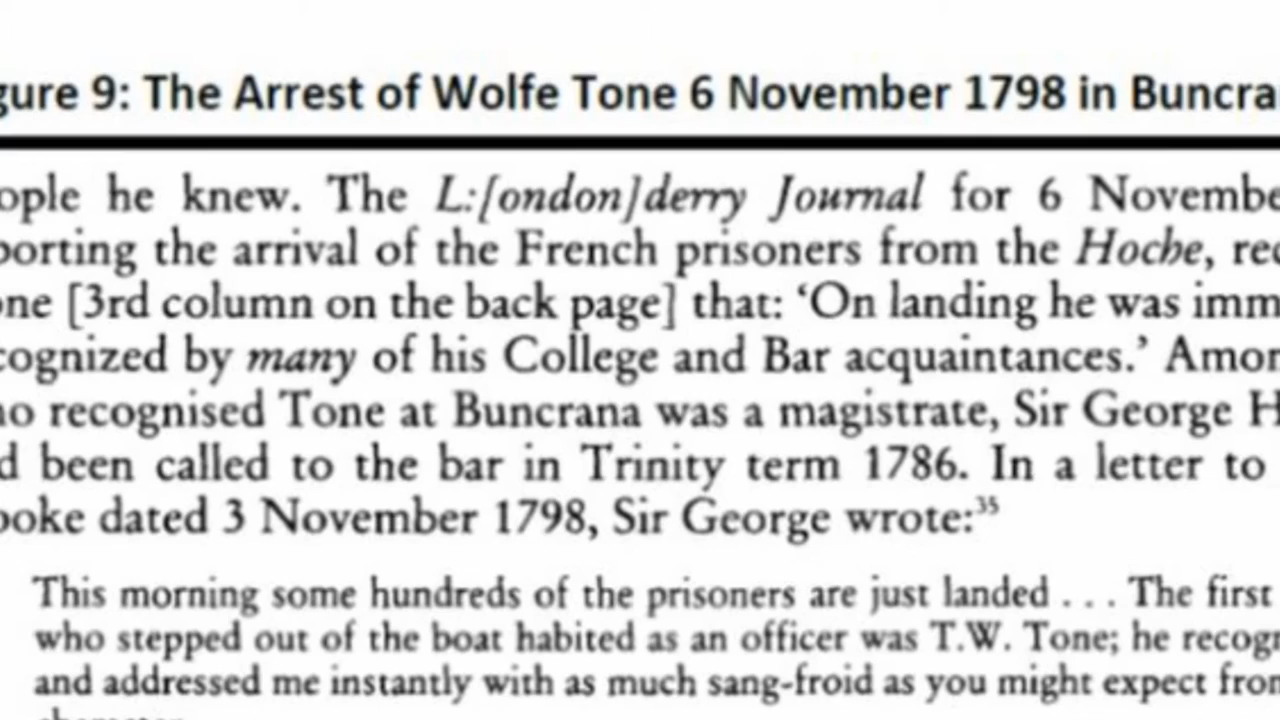 gure 9: The Arrest of Wolfe Tone 6 November 1798 in Buncra
ople he knew. The L:[ondon]derry Journal for 6 Novembe
porting the arrival of the French prisoners from the Hoche, rec
one [3rd column on the back page] that: ‘On landing he was imm
cognized by many of his College and Bar acquaintances.’ Amon
ho recognised Tone at Buncrana was a magistrate, Sir George H
d been called to the bar in Trinity term 1786. In a letter to
ooke dated 3 November 1798, Sir George wrote:³⁵
This morning some hundreds of the prisoners are just landed . . . The first
who stepped out of the boat habited as an officer was T.W. Tone; he recogn
and addressed me instantly with as much sang-froid as you might expect from